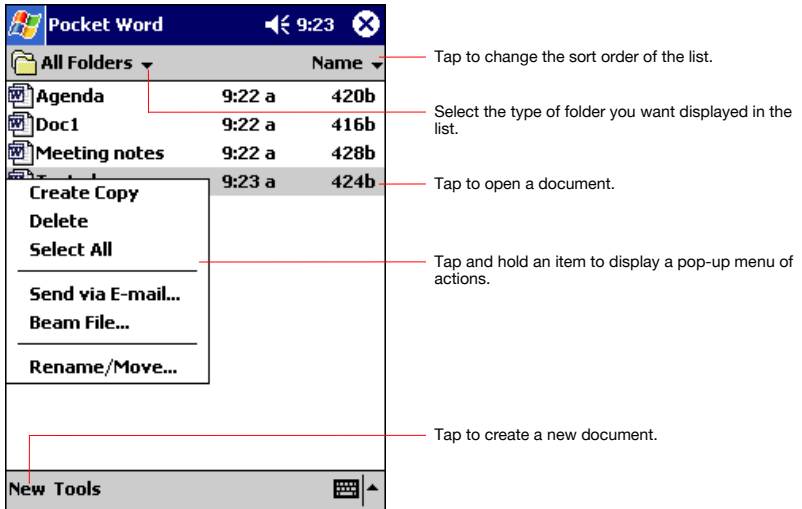 Pocket Word 9:23
All Folders Name
Tap to change the sort order of the list.
Agenda 9:22 a 420b
Doc1 9:22 a 416b
Select the type of folder you want displayed in the
list.
Meeting notes 9:22 a 428b
9:23 a 424b
Tap to open a document.
Create Copy
Delete
Select All
Tap and hold an item to display a pop-up menu of
actions.
Send via E-mail...
Beam File...
Rename/Move...
Tap to create a new document.
New Tools